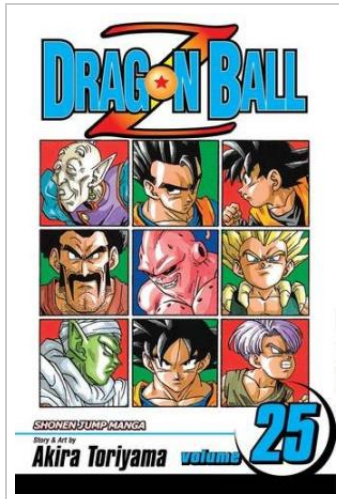 DRAGON BALL
Z
SHONEN JUMP MANGA
Story & Art by
Akira Toriyama
volume 25